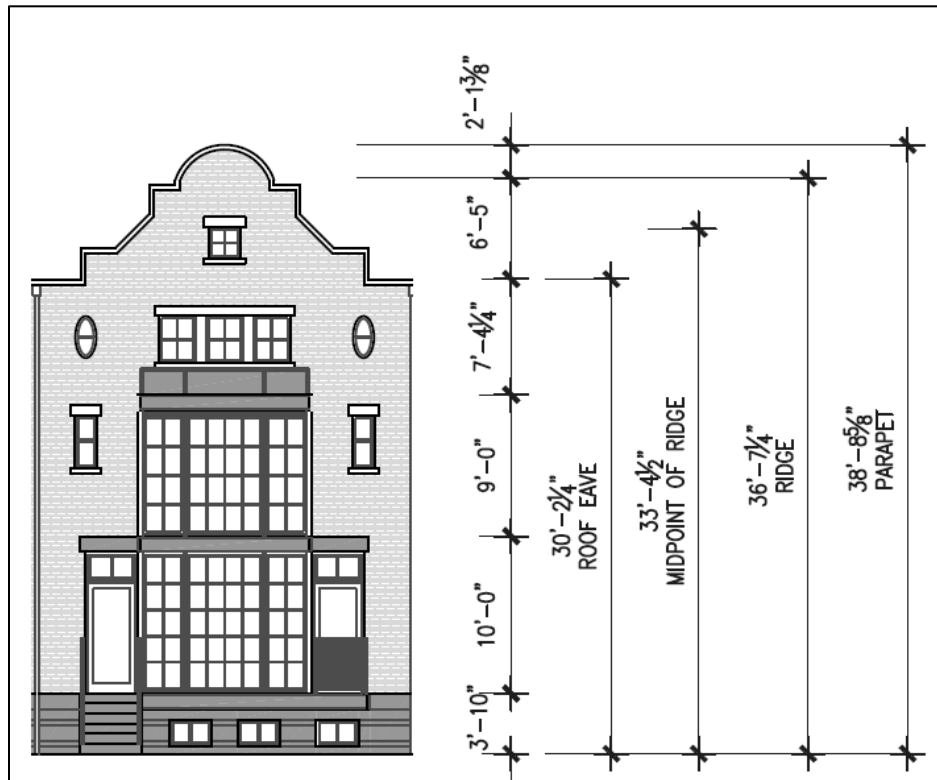 2'-1⅜"
6'-5"
7'-4¼"
9'-0"
10'-0"
3'-10"
30'-2¼"
ROOF EAVE
33'-4½"
MIDPOINT OF RIDGE
36'-7¼"
RIDGE
38'-8⅝"
PARAPET